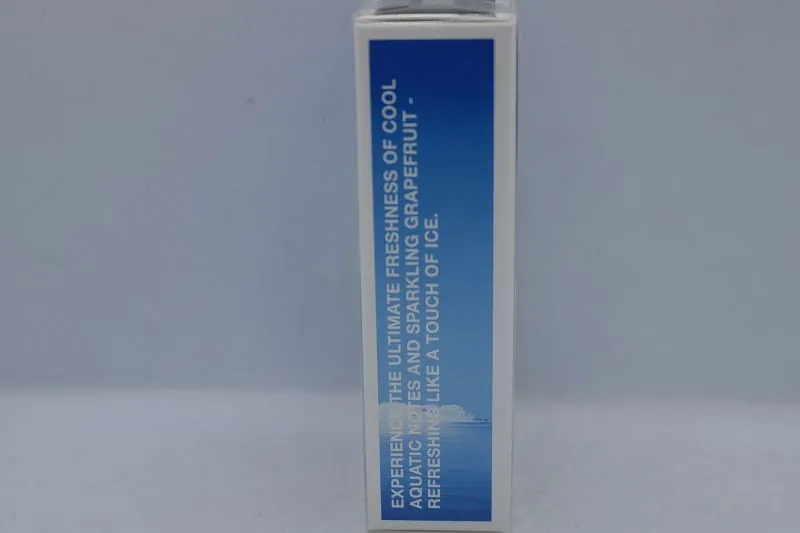 EXPERIENCE THE ULTIMATE FRESHNESS OF COOL
AQUATIC NOTES AND SPARKLING GRAPEFRUIT -
REFRESHING LIKE A TOUCH OF ICE.